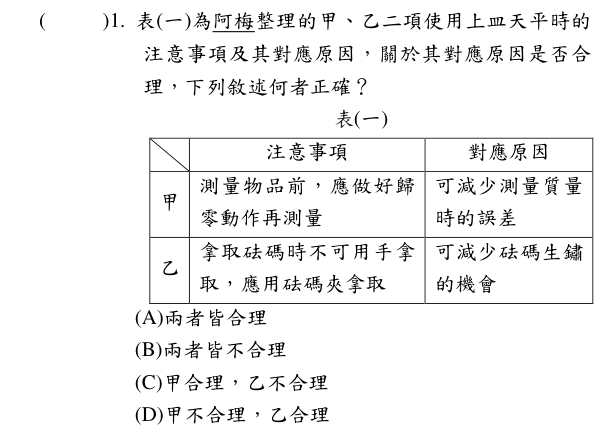 (　　)1. 表(一)為阿梅整理的甲、乙二項使用上皿天平時的
注意事項及其對應原因，關於其對應原因是否合
理，下列敘述何者正確？
表(一)
注意事項 對應原因
甲 測量物品前，應做好歸零動作再測量 可減少測量質量時的誤差
乙 拿取砝碼時不可用手拿取，應用砝碼夾拿取 可減少砝碼生鏽的機會
(A)兩者皆合理
(B)兩者皆不合理
(C)甲合理，乙不合理
(D)甲不合理，乙合理